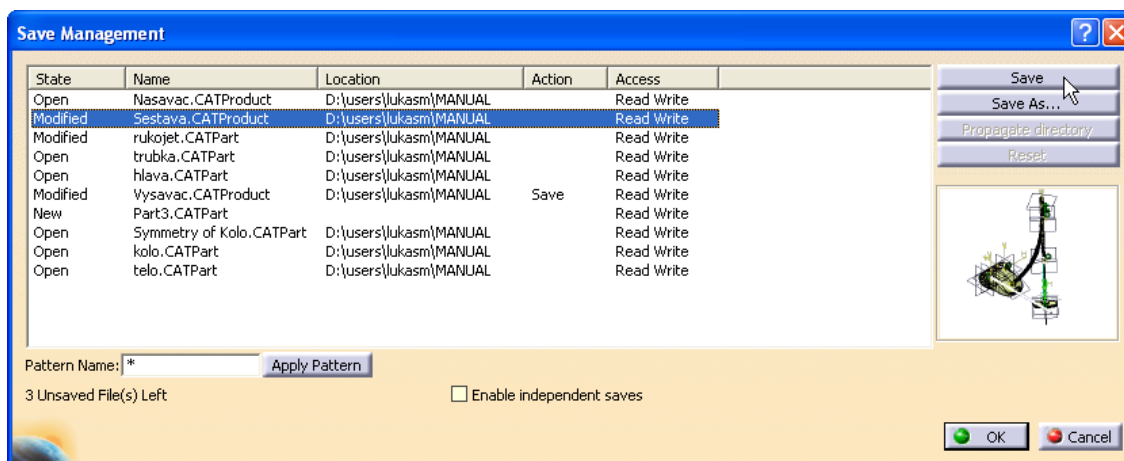 Save Management
State Name Location Action Access
Open Nasavac.CATProduct D:\users\lukasm\MANUAL Read Write
Modified Sestava.CATProduct D:\users\lukasm\MANUAL Read Write
Modified rukojet.CATPart D:\users\lukasm\MANUAL Read Write
Open trubka.CATPart D:\users\lukasm\MANUAL Read Write
Open hlava.CATPart D:\users\lukasm\MANUAL Read Write
Modified Vysavac.CATProduct D:\users\lukasm\MANUAL Save Read Write
New Part3.CATPart Read Write
Open Symmetry of Kolo.CATPart D:\users\lukasm\MANUAL Read Write
Open kolo.CATPart D:\users\lukasm\MANUAL Read Write
Open telo.CATPart D:\users\lukasm\MANUAL Read Write
Save
Save As...
Propagate directory
Reset
Pattern Name: * Apply Pattern
3 Unsaved File(s) Left Enable independent saves
OK Cancel